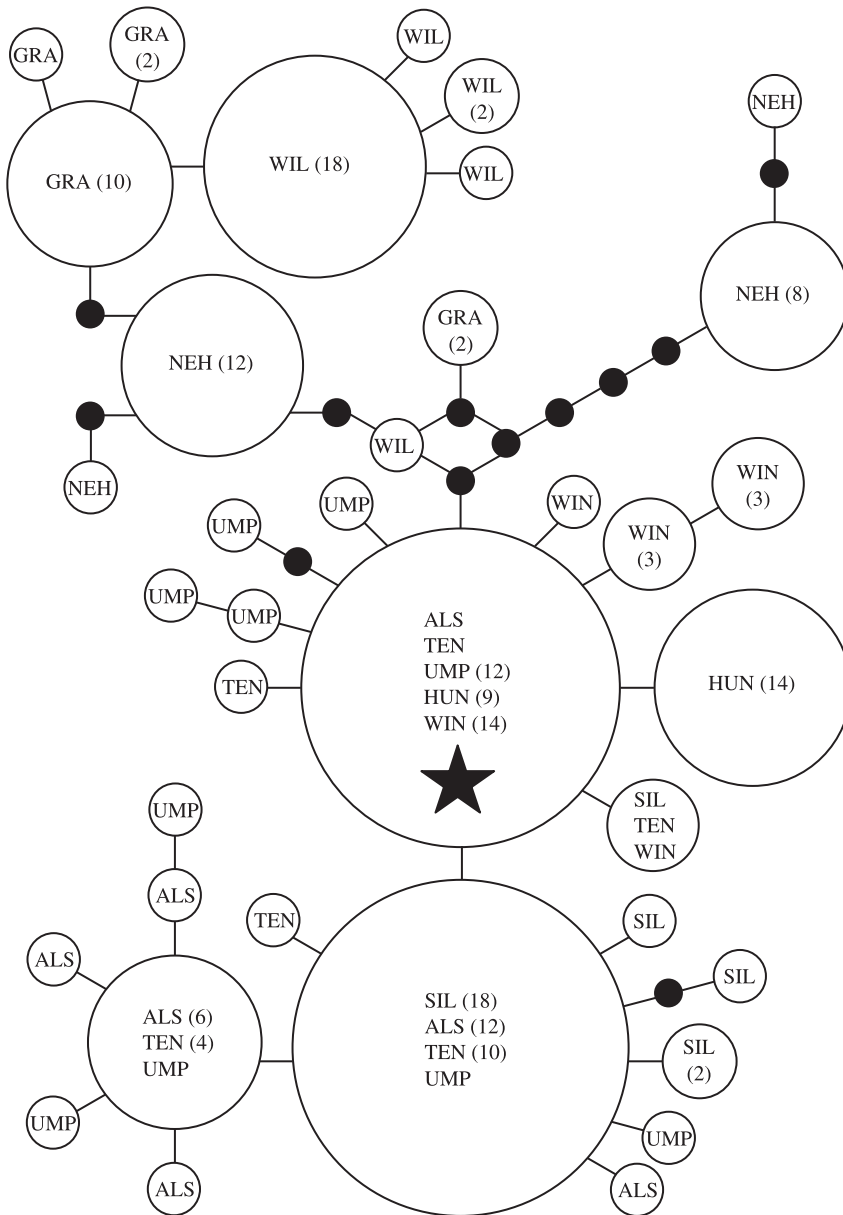 GRA
GRA
(2)
WIL
WIL
(2)
WIL
NEH
GRA (10)
WIL (18)
NEH (8)
GRA
(2)
NEH (12)
WIL
NEH
WIN
(3)
WIN
(3)
UMP
UMP
WIN
UMP
UMP
TEN
ALS
TEN
UMP (12)
HUN (9)
WIN (14)
HUN (14)
SIL
TEN
WIN
UMP
ALS
ALS
TEN
SIL
SIL
ALS (6)
TEN (4)
UMP
SIL (18)
ALS (12)
TEN (10)
UMP
SIL
(2)
UMP
UMP
ALS
ALS